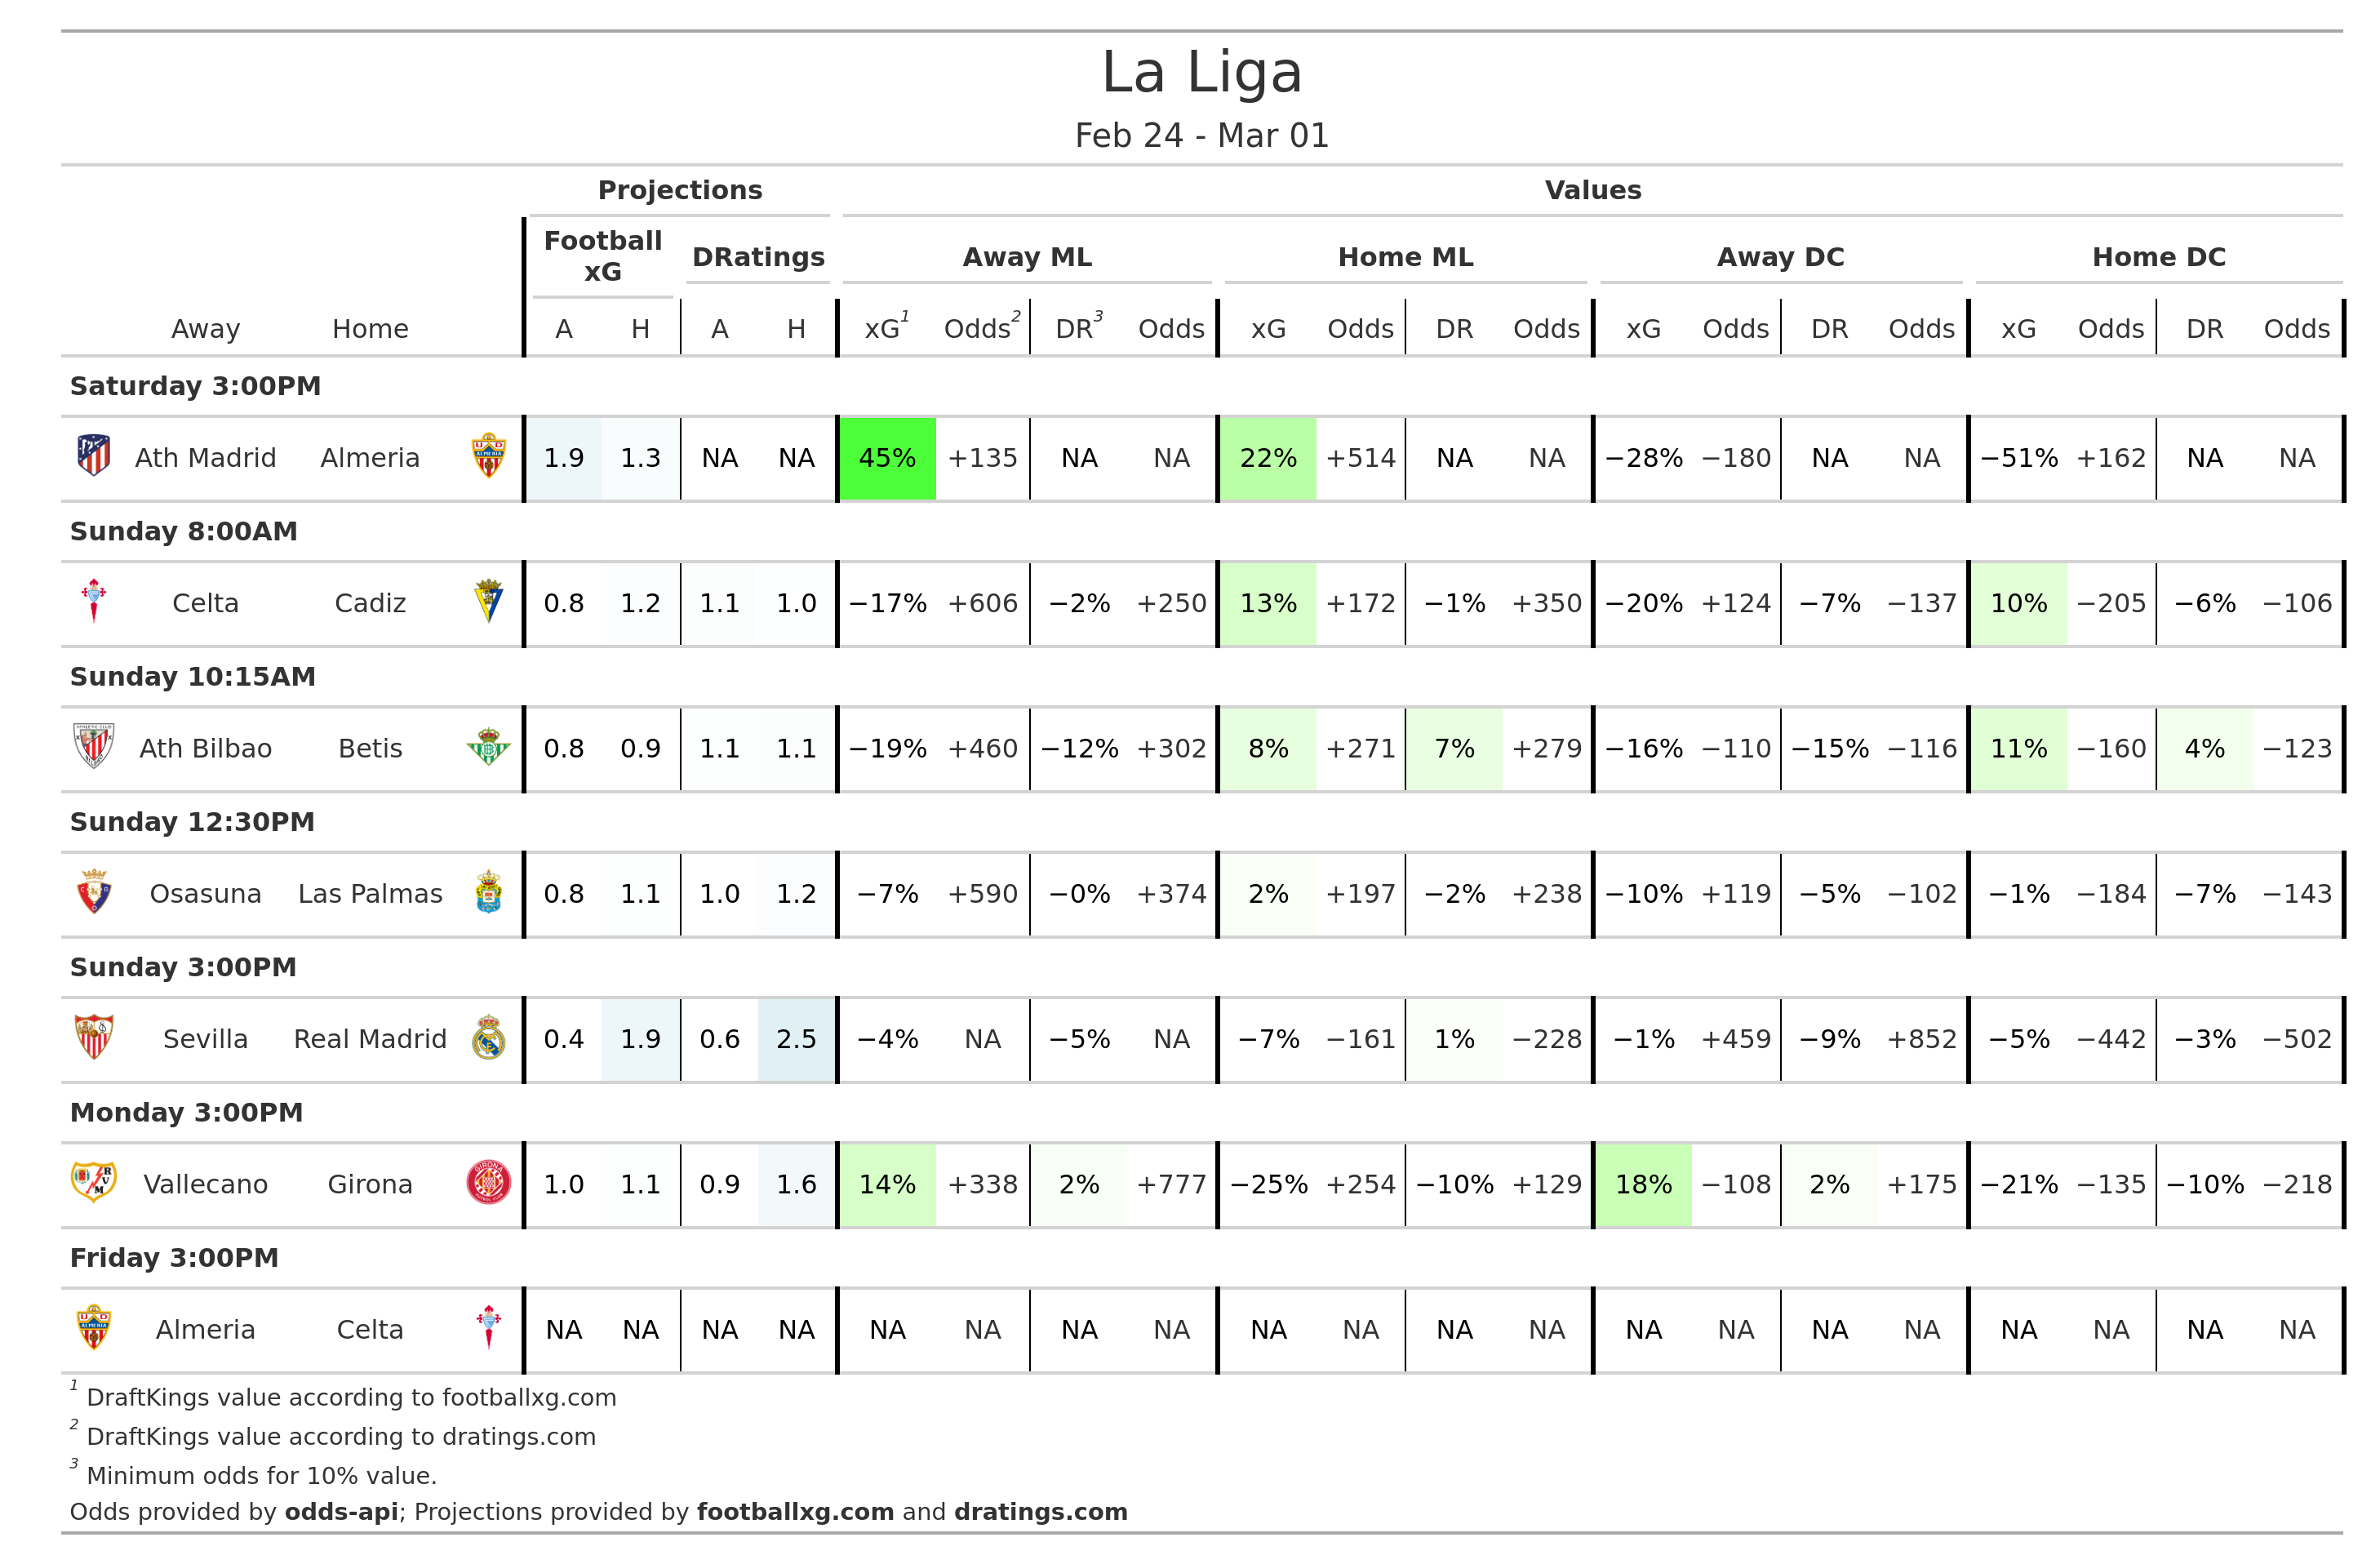 La Liga
Feb 24 - Mar 01
Projections Values
Football xG DRatings Away ML Home ML Away DC Home DC
Away Home A H A H xG1 Odds2 DR3 Odds xG Odds DR Odds xG Odds DR Odds xG Odds DR Odds
Saturday 3:00PM
Ath Madrid Almeria 1.9 1.3 NA NA 45% +135 NA NA 22% +514 NA NA −28% −180 NA NA −51% +162 NA NA
Sunday 8:00AM
Celta Cadiz 0.8 1.2 1.1 1.0 −17% +606 −2% +250 13% +172 −1% +350 −20% +124 −7% −137 10% −205 −6% −106
Sunday 10:15AM
Ath Bilbao Betis 0.8 0.9 1.1 1.1 −19% +460 −12% +302 8% +271 7% +279 −16% −110 −15% −116 11% −160 4% −123
Sunday 12:30PM
Osasuna Las Palmas 0.8 1.1 1.0 1.2 −7% +590 −0% +374 2% +197 −2% +238 −10% +119 −5% −102 −1% −184 −7% −143
Sunday 3:00PM
Sevilla Real Madrid 0.4 1.9 0.6 2.5 −4% NA −5% NA −7% −161 1% −228 −1% +459 −9% +852 −5% −442 −3% −502
Monday 3:00PM
Vallecano Girona 1.0 1.1 0.9 1.6 14% +338 2% +777 −25% +254 −10% +129 18% −108 2% +175 −21% −135 −10% −218
Friday 3:00PM
Almeria Celta NA NA NA NA NA NA NA NA NA NA NA NA NA NA NA NA NA NA NA NA
1 DraftKings value according to footballxg.com
2 DraftKings value according to dratings.com
3 Minimum odds for 10% value.
Odds provided by odds-api; Projections provided by footballxg.com and dratings.com